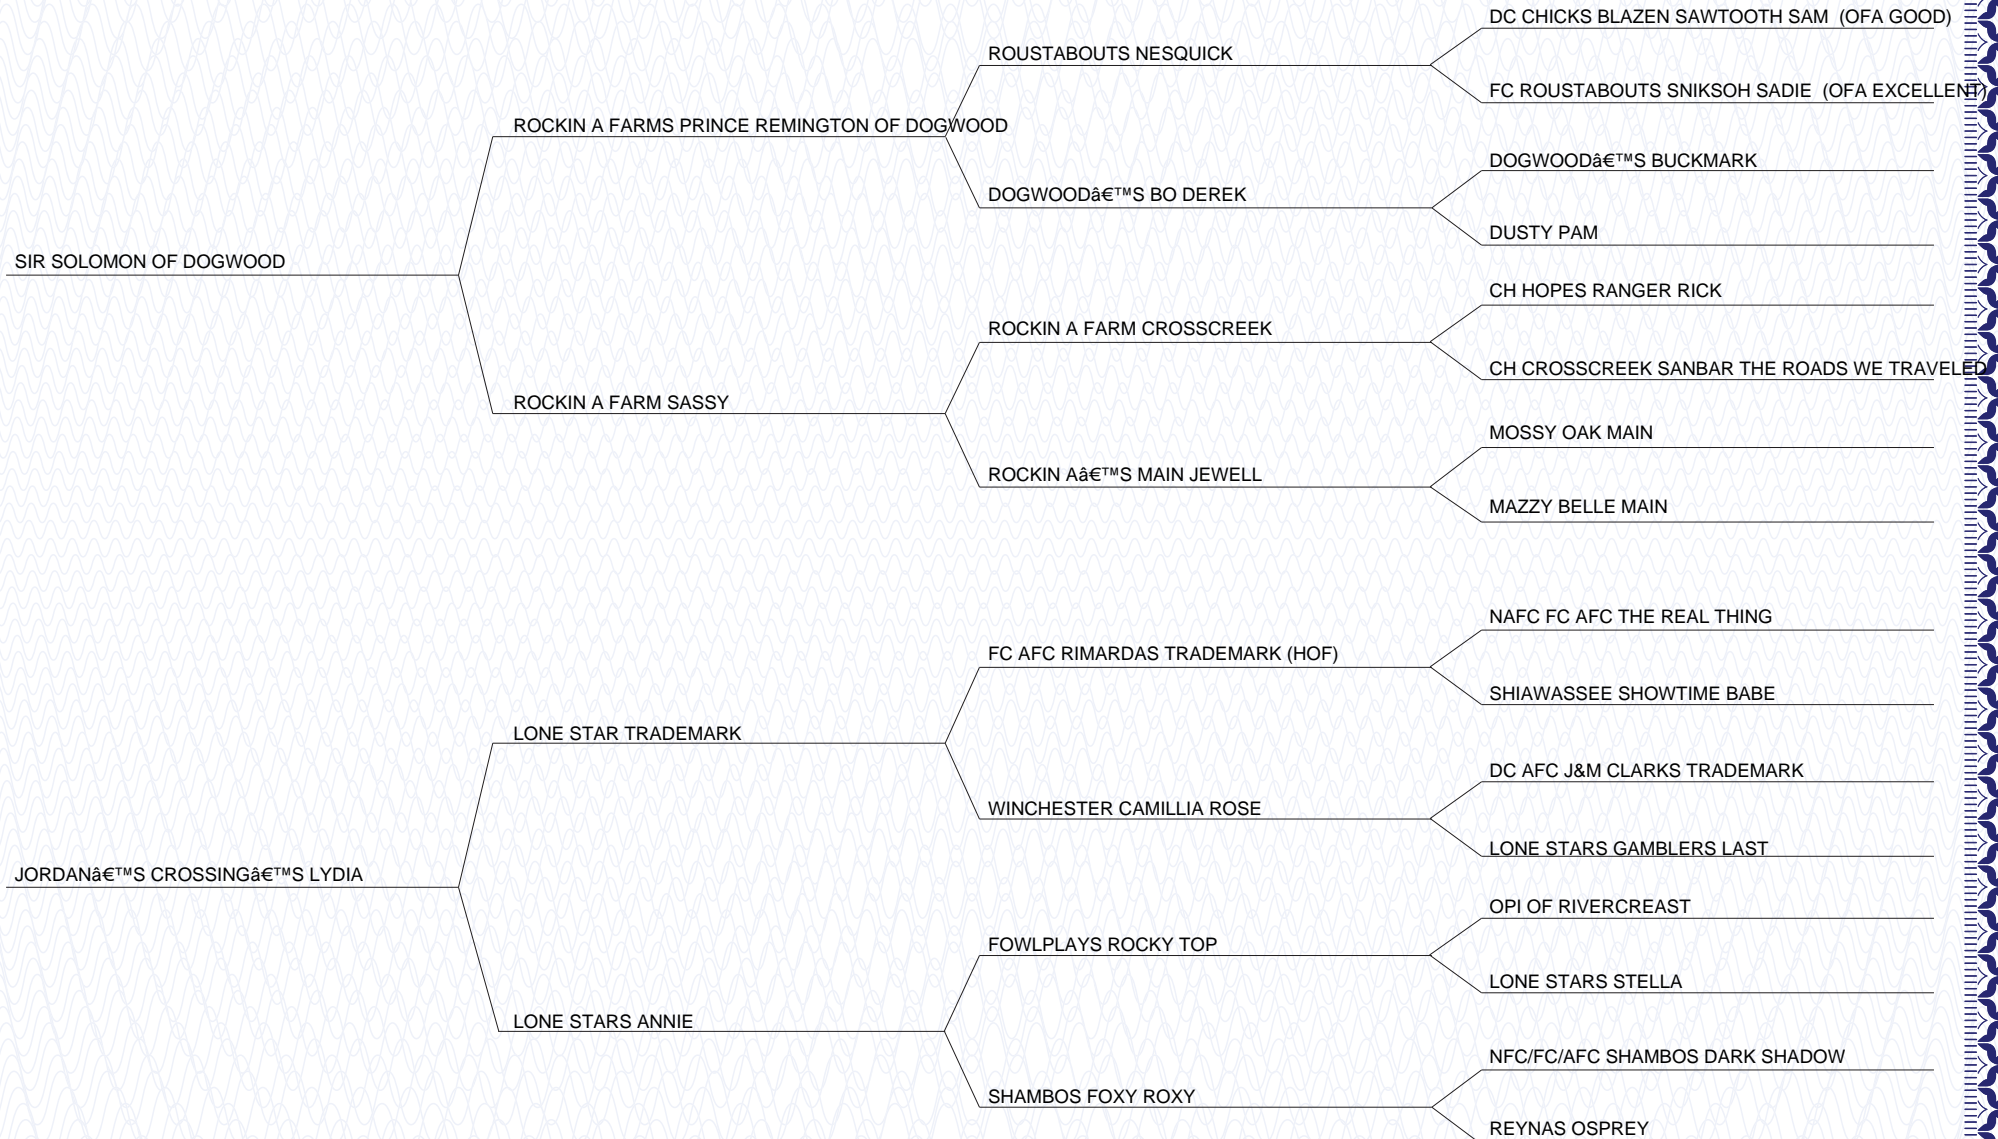 DC CHICKS BLAZEN SAWTOOTH SAM  (OFA GOOD)
ROUSTABOUTS NESQUICK
FC ROUSTABOUTS SNIKSOH SADIE  (OFA EXCELLENT)
ROCKIN A FARMS PRINCE REMINGTON OF DOGWOOD
DOGWOODâ€™S BUCKMARK
DOGWOODâ€™S BO DEREK
DUSTY PAM
SIR SOLOMON OF DOGWOOD
CH HOPES RANGER RICK
ROCKIN A FARM CROSSCREEK
CH CROSSCREEK SANBAR THE ROADS WE TRAVELED
ROCKIN A FARM SASSY
MOSSY OAK MAIN
ROCKIN Aâ€™S MAIN JEWELL
MAZZY BELLE MAIN
NAFC FC AFC THE REAL THING
FC AFC RIMARDAS TRADEMARK (HOF)
SHIAWASSEE SHOWTIME BABE
LONE STAR TRADEMARK
DC AFC J&M CLARKS TRADEMARK
WINCHESTER CAMILLIA ROSE
LONE STARS GAMBLERS LAST
JORDANâ€™S CROSSINGâ€™S LYDIA
OPI OF RIVERCREAST
FOWLPLAYS ROCKY TOP
LONE STARS STELLA
LONE STARS ANNIE
NFC/FC/AFC SHAMBOS DARK SHADOW
SHAMBOS FOXY ROXY
REYNAS OSPREY